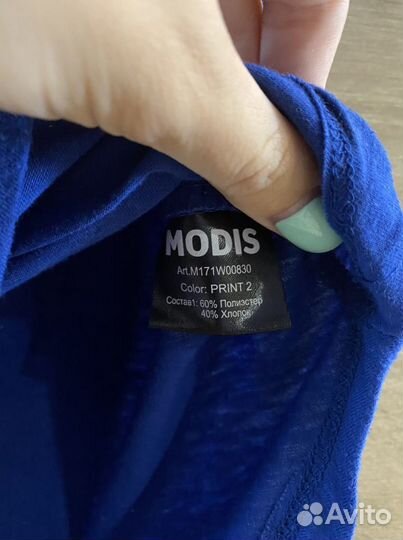 MODIS
Art.M171W00830
Color: PRINT 2
Состав1: 60% Полиэстер
40% Хлопок
Avito